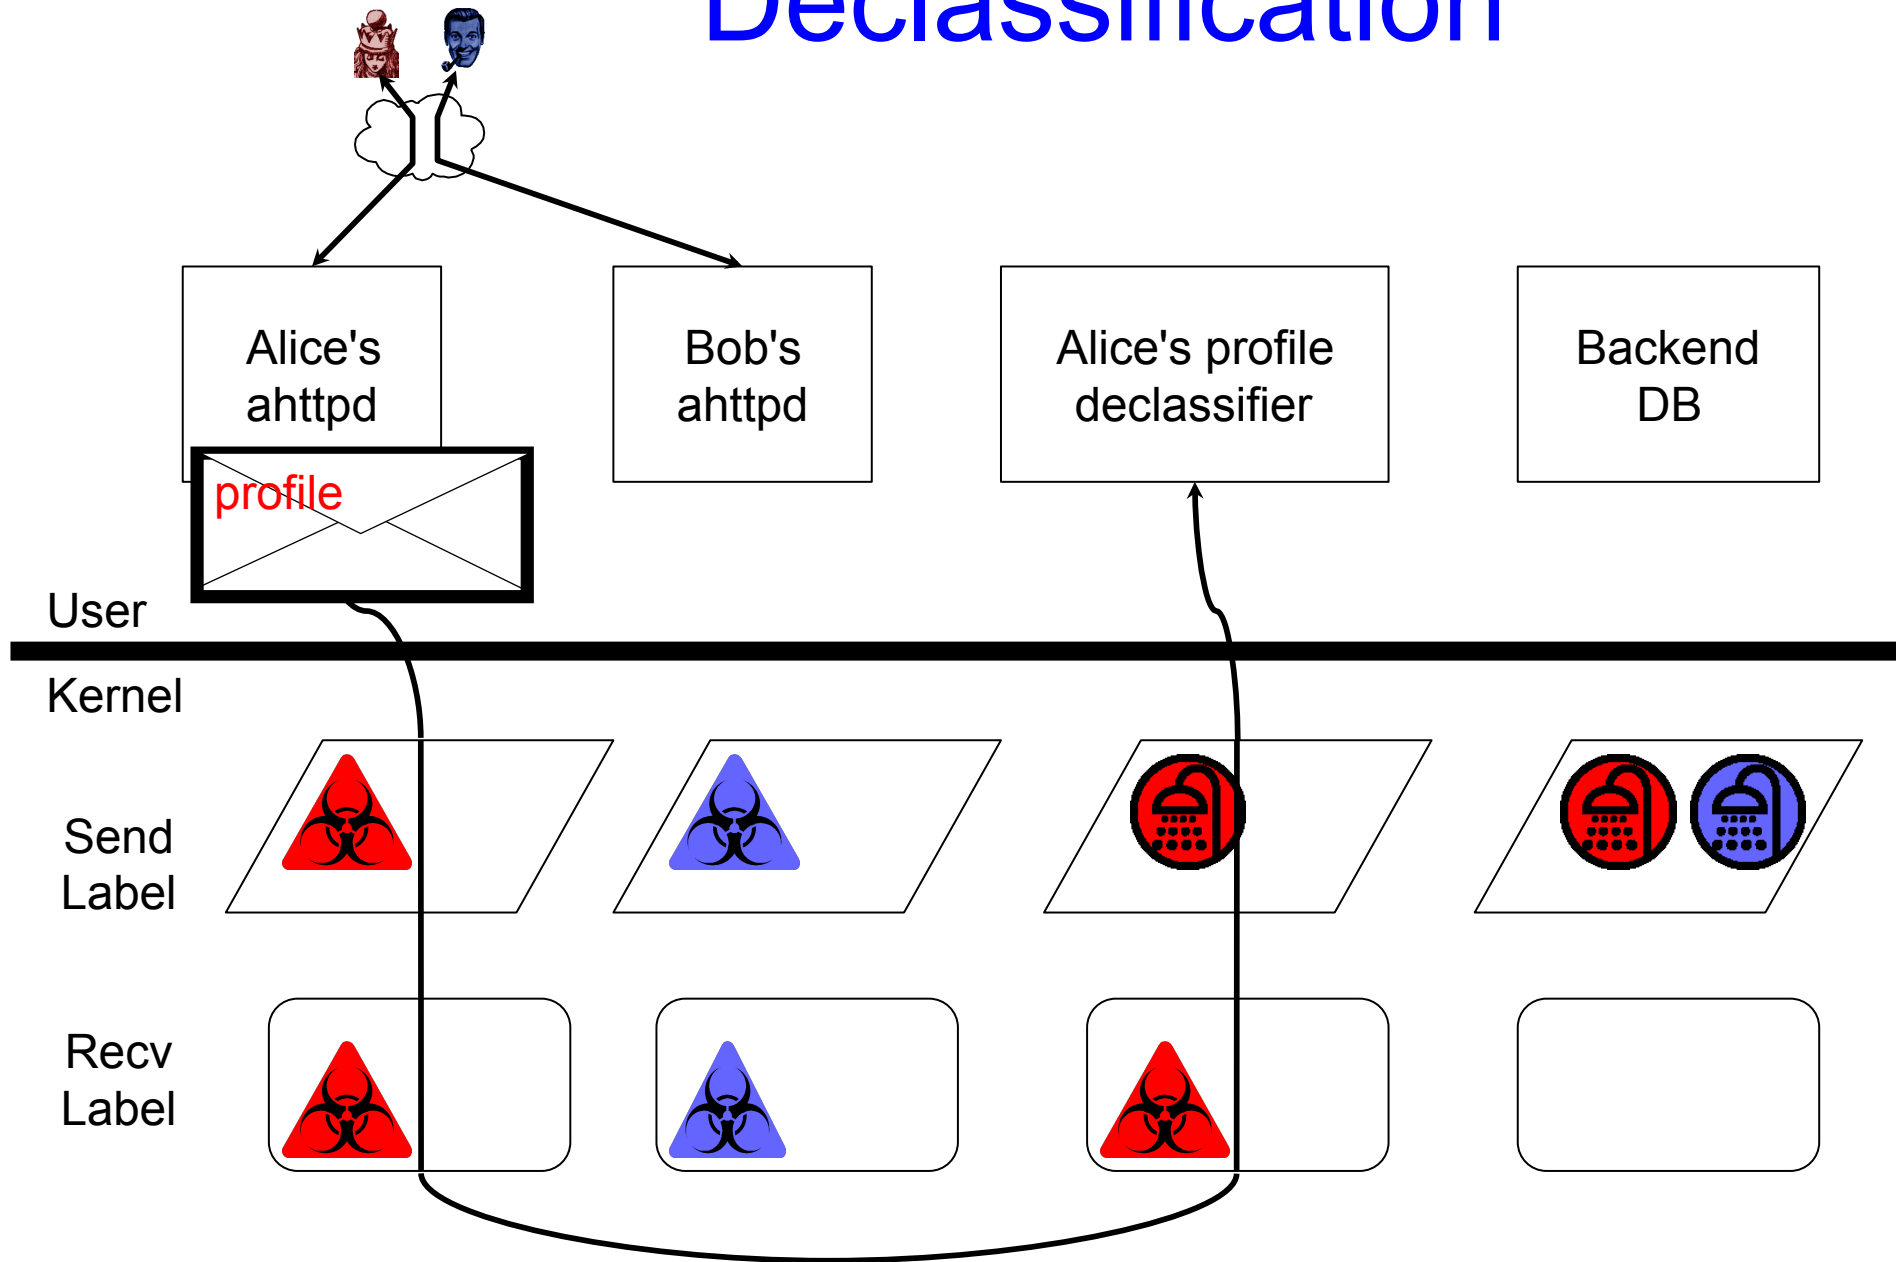 Declassification
Alice's
ahttpd
Bob's
ahttpd
Alice's profile
declassifier
Backend
DB
profile
User
Kernel
Send
Label
Recv
Label